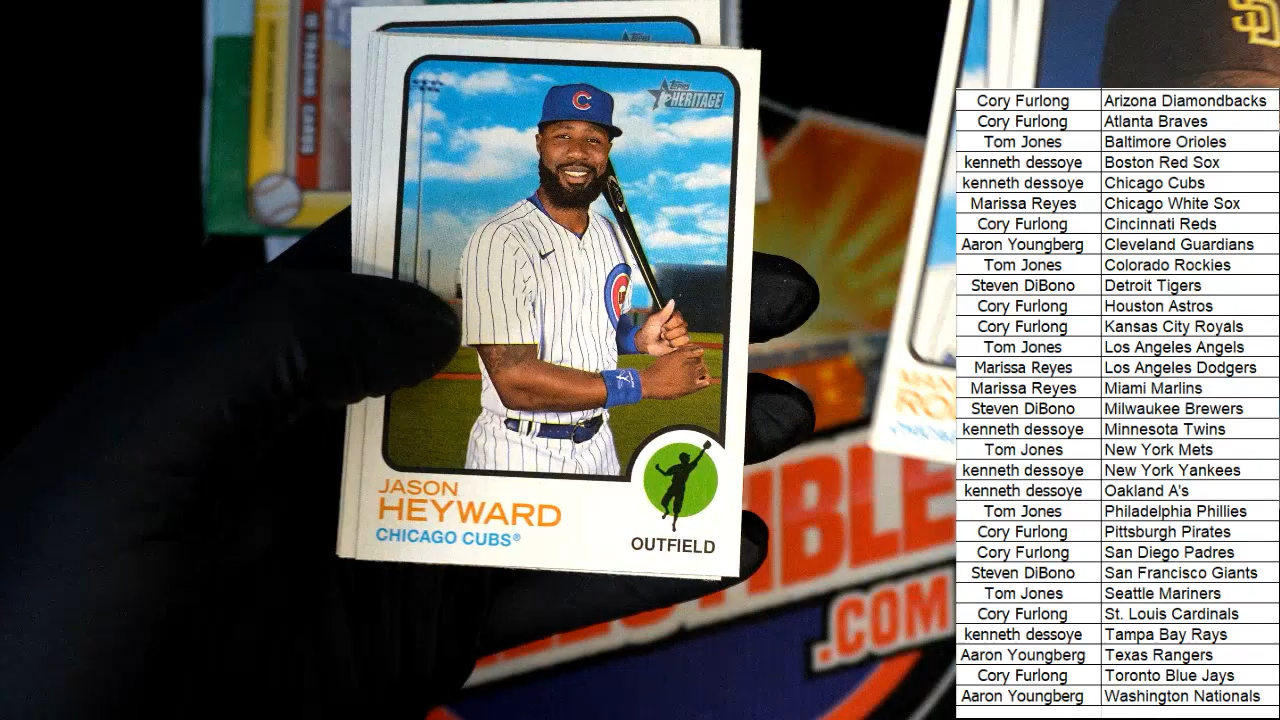 topps
HERITAGE
C
JASON
HEYWARD
CHICAGO CUBS®
OUTFIELD
SD
RO
IBLE
.COM
Cory Furlong Arizona Diamondbacks
Cory Furlong Atlanta Braves
Tom Jones Baltimore Orioles
kenneth dessoye Boston Red Sox
kenneth dessoye Chicago Cubs
Marissa Reyes Chicago White Sox
Cory Furlong Cincinnati Reds
Aaron Youngberg Cleveland Guardians
Tom Jones Colorado Rockies
Steven DiBono Detroit Tigers
Cory Furlong Houston Astros
Cory Furlong Kansas City Royals
Tom Jones Los Angeles Angels
Marissa Reyes Los Angeles Dodgers
Marissa Reyes Miami Marlins
Steven DiBono Milwaukee Brewers
kenneth dessoye Minnesota Twins
Tom Jones New York Mets
kenneth dessoye New York Yankees
kenneth dessoye Oakland A's
Tom Jones Philadelphia Phillies
Cory Furlong Pittsburgh Pirates
Cory Furlong San Diego Padres
Steven DiBono San Francisco Giants
Tom Jones Seattle Mariners
Cory Furlong St. Louis Cardinals
kenneth dessoye Tampa Bay Rays
Aaron Youngberg Texas Rangers
Cory Furlong Toronto Blue Jays
Aaron Youngberg Washington Nationals